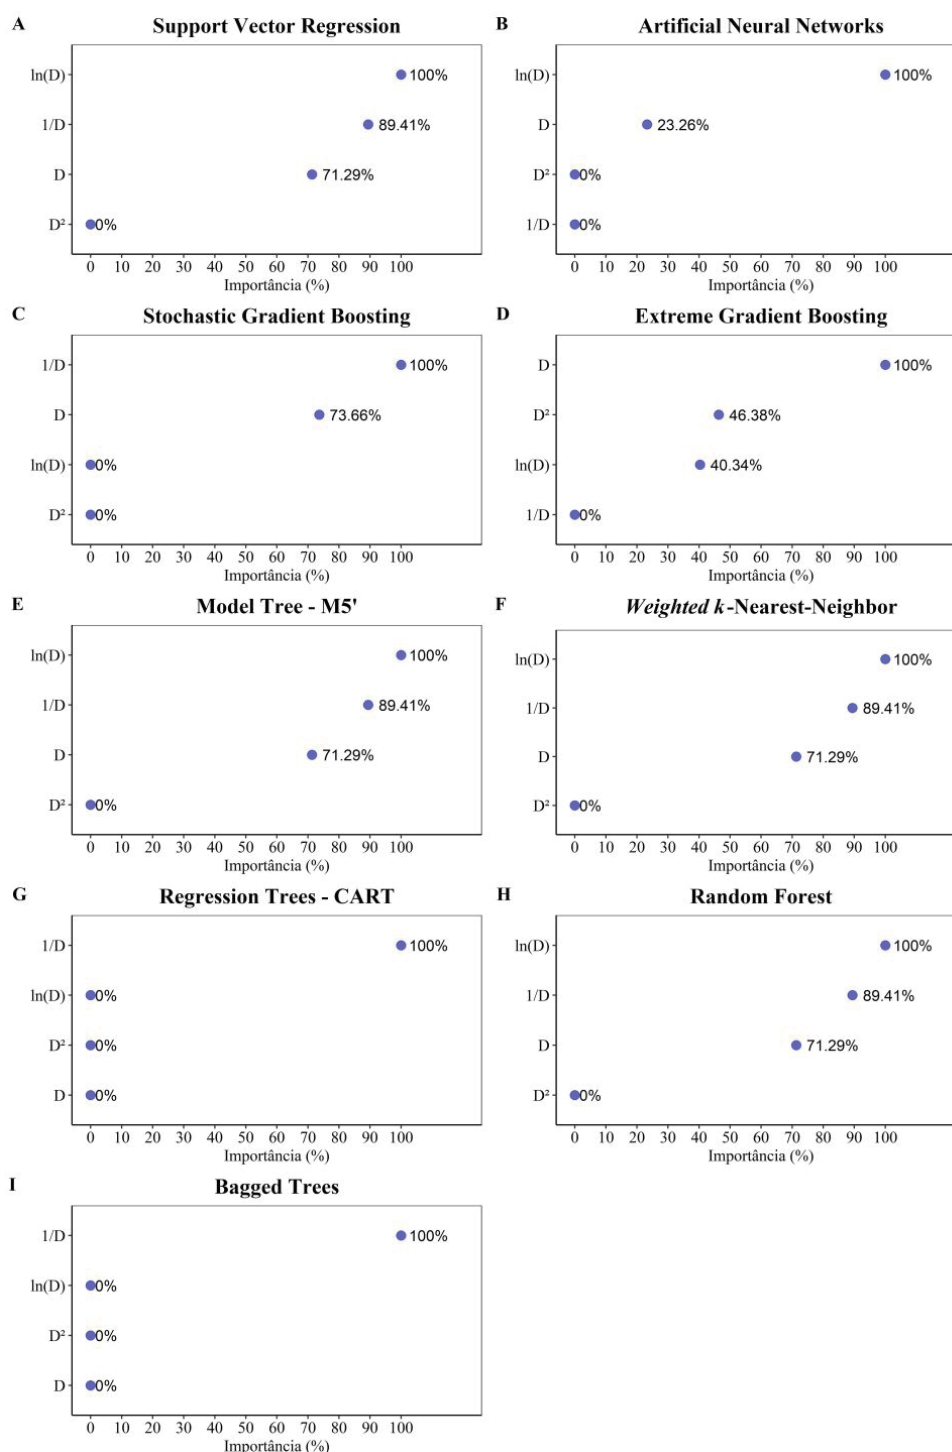 A Support Vector Regression
ln(D) 100%
1/D 89.41%
D 71.29%
D² 0%
0 10 20 30 40 50 60 70 80 90 100
Importância (%)
B Artificial Neural Networks
ln(D) 100%
D 23.26%
D² 0%
1/D 0%
0 10 20 30 40 50 60 70 80 90 100
Importância (%)
C Stochastic Gradient Boosting
1/D 100%
D 73.66%
ln(D) 0%
D² 0%
0 10 20 30 40 50 60 70 80 90 100
Importância (%)
D Extreme Gradient Boosting
D 100%
D² 46.38%
ln(D) 40.34%
1/D 0%
0 10 20 30 40 50 60 70 80 90 100
Importância (%)
E Model Tree - M5'
ln(D) 100%
1/D 89.41%
D 71.29%
D² 0%
0 10 20 30 40 50 60 70 80 90 100
Importância (%)
F Weighted k-Nearest-Neighbor
ln(D) 100%
1/D 89.41%
D 71.29%
D² 0%
0 10 20 30 40 50 60 70 80 90 100
Importância (%)
G Regression Trees - CART
1/D 100%
ln(D) 0%
D² 0%
D 0%
0 10 20 30 40 50 60 70 80 90 100
Importância (%)
H Random Forest
ln(D) 100%
1/D 89.41%
D 71.29%
D² 0%
0 10 20 30 40 50 60 70 80 90 100
Importância (%)
I Bagged Trees
1/D 100%
ln(D) 0%
D² 0%
D 0%
0 10 20 30 40 50 60 70 80 90 100
Importância (%)